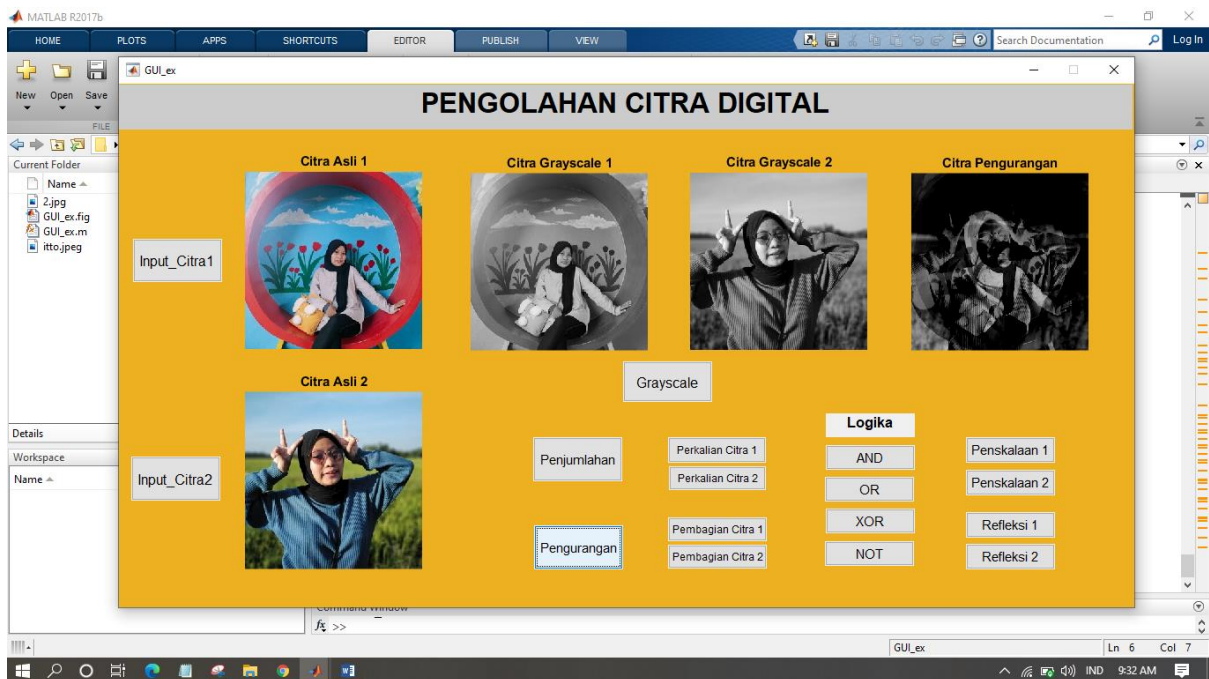 MATLAB R2017b
HOME PLOTS APPS SHORTCUTS EDITOR PUBLISH VIEW Search Documentation Log In
New Open Save
FILE
GUI_ex
PENGOLAHAN CITRA DIGITAL
Current Folder
Name
2.jpg
GUI_ex.fig
GUI_ex.m
itto.jpeg
Details
Workspace
Name
Citra Asli 1
Citra Grayscale 1
Citra Grayscale 2
Citra Pengurangan
Input_Citra1
Grayscale
Citra Asli 2
Input_Citra2
Penjumlahan
Pengurangan
Perkalian Citra 1
Perkalian Citra 2
Pembagian Citra 1
Pembagian Citra 2
Logika
AND
OR
XOR
NOT
Penskalaan 1
Penskalaan 2
Refleksi 1
Refleksi 2
Command Window
fx >>
GUI_ex Ln 6 Col 7
IND 9:32 AM